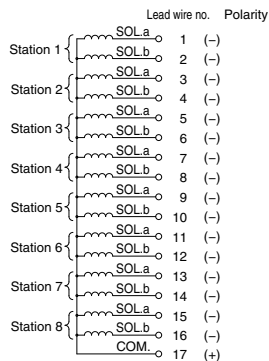 Lead wire no. Polarity
Station 1 SOL.a 1 (−)
SOL.b 2 (−)
Station 2 SOL.a 3 (−)
SOL.b 4 (−)
Station 3 SOL.a 5 (−)
SOL.b 6 (−)
Station 4 SOL.a 7 (−)
SOL.b 8 (−)
Station 5 SOL.a 9 (−)
SOL.b 10 (−)
Station 6 SOL.a 11 (−)
SOL.b 12 (−)
Station 7 SOL.a 13 (−)
SOL.b 14 (−)
Station 8 SOL.a 15 (−)
SOL.b 16 (−)
COM. 17 (+)